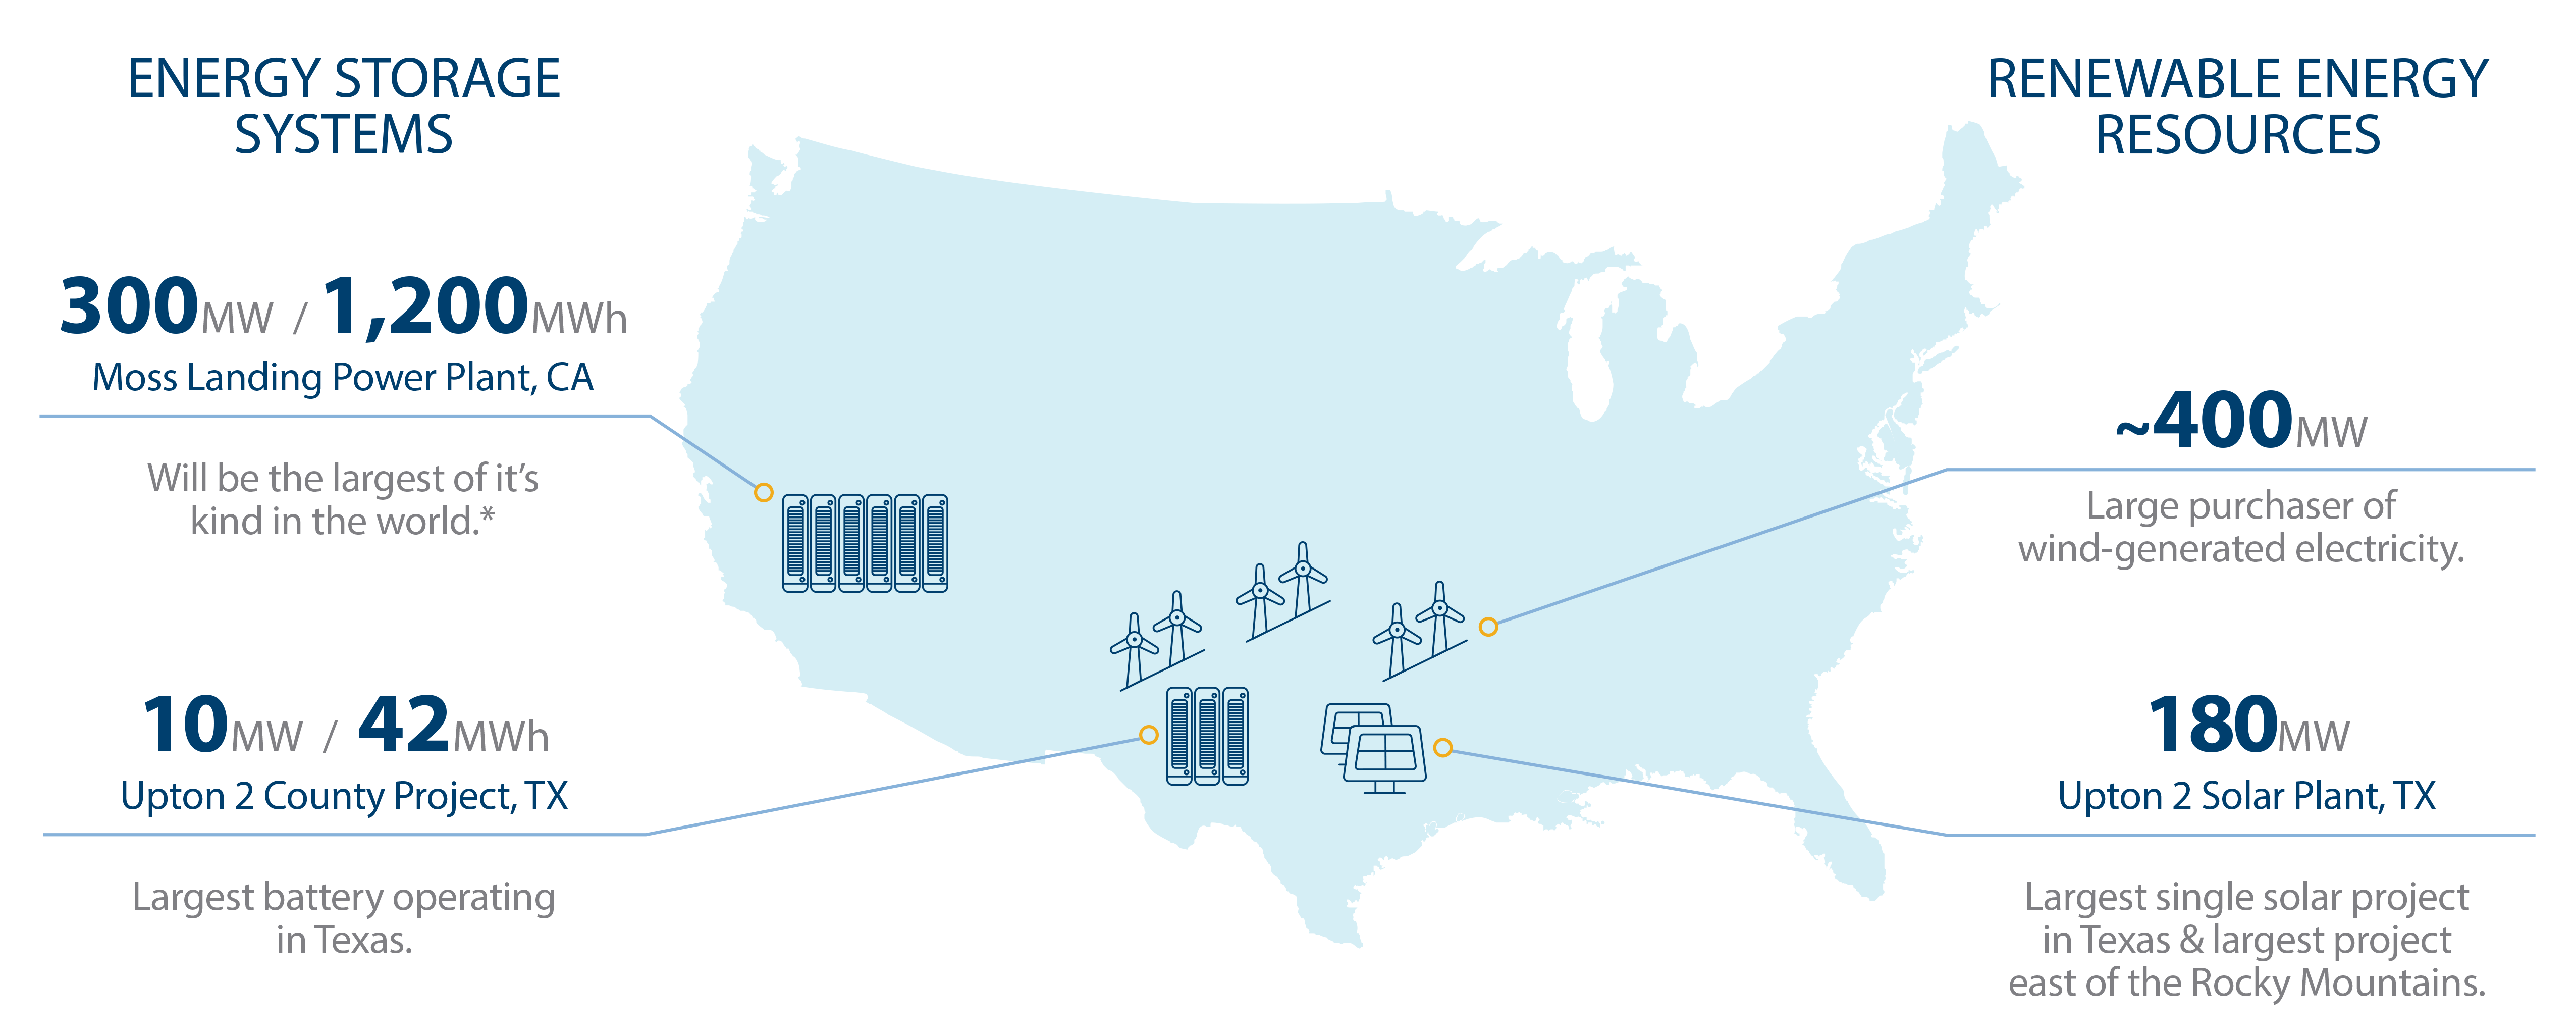 ENERGY STORAGE
SYSTEMS
300MW / 1,200MWh
Moss Landing Power Plant, CA
Will be the largest of it’s
kind in the world.*
10MW / 42MWh
Upton 2 County Project, TX
Largest battery operating
in Texas.
RENEWABLE ENERGY
RESOURCES
~400MW
Large purchaser of
wind-generated electricity.
180MW
Upton 2 Solar Plant, TX
Largest single solar project
in Texas & largest project
east of the Rocky Mountains.